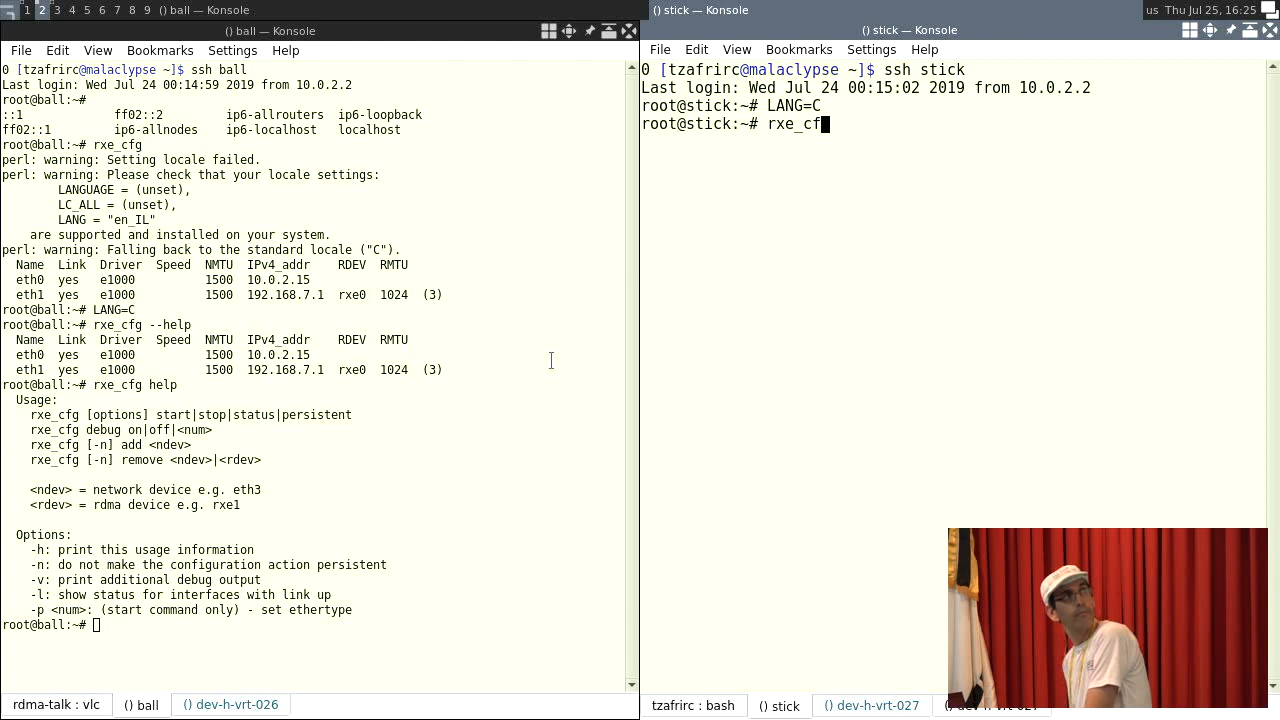 1 2 3 4 5 6 7 8 9 () ball — Konsole
() stick — Konsole
us Thu Jul 25, 16:25
() ball — Konsole
File Edit View Bookmarks Settings Help
0 [tzafrirc@malaclypse ~]$ ssh ball
Last login: Wed Jul 24 00:14:59 2019 from 10.0.2.2
root@ball:~#
::1 ff02::2 ip6-allrouters ip6-loopback
ff02::1 ip6-allnodes ip6-localhost localhost
root@ball:~# rxe_cfg
perl: warning: Setting locale failed.
perl: warning: Please check that your locale settings:
LANGUAGE = (unset),
LC_ALL = (unset),
LANG = "en_IL"
are supported and installed on your system.
perl: warning: Falling back to the standard locale ("C").
Name Link Driver Speed NMTU IPv4_addr RDEV RMTU
eth0 yes e1000 1500 10.0.2.15
eth1 yes e1000 1500 192.168.7.1 rxe0 1024 (3)
root@ball:~# LANG=C
root@ball:~# rxe_cfg --help
Name Link Driver Speed NMTU IPv4_addr RDEV RMTU
eth0 yes e1000 1500 10.0.2.15
eth1 yes e1000 1500 192.168.7.1 rxe0 1024 (3)
root@ball:~# rxe_cfg help
Usage:
rxe_cfg [options] start|stop|status|persistent
rxe_cfg debug on|off|<num>
rxe_cfg [-n] add <ndev>
rxe_cfg [-n] remove <ndev>|<rdev>
<ndev> = network device e.g. eth3
<rdev> = rdma device e.g. rxe1
Options:
-h: print this usage information
-n: do not make the configuration action persistent
-v: print additional debug output
-l: show status for interfaces with link up
-p <num>: (start command only) - set ethertype
root@ball:~#
rdma-talk : vlc () ball () dev-h-vrt-026
() stick — Konsole
File Edit View Bookmarks Settings Help
0 [tzafrirc@malaclypse ~]$ ssh stick
Last login: Wed Jul 24 00:15:02 2019 from 10.0.2.2
root@stick:~# LANG=C
root@stick:~# rxe_cf
tzafrirc : bash () stick () dev-h-vrt-027 () dev-h-vrt-027